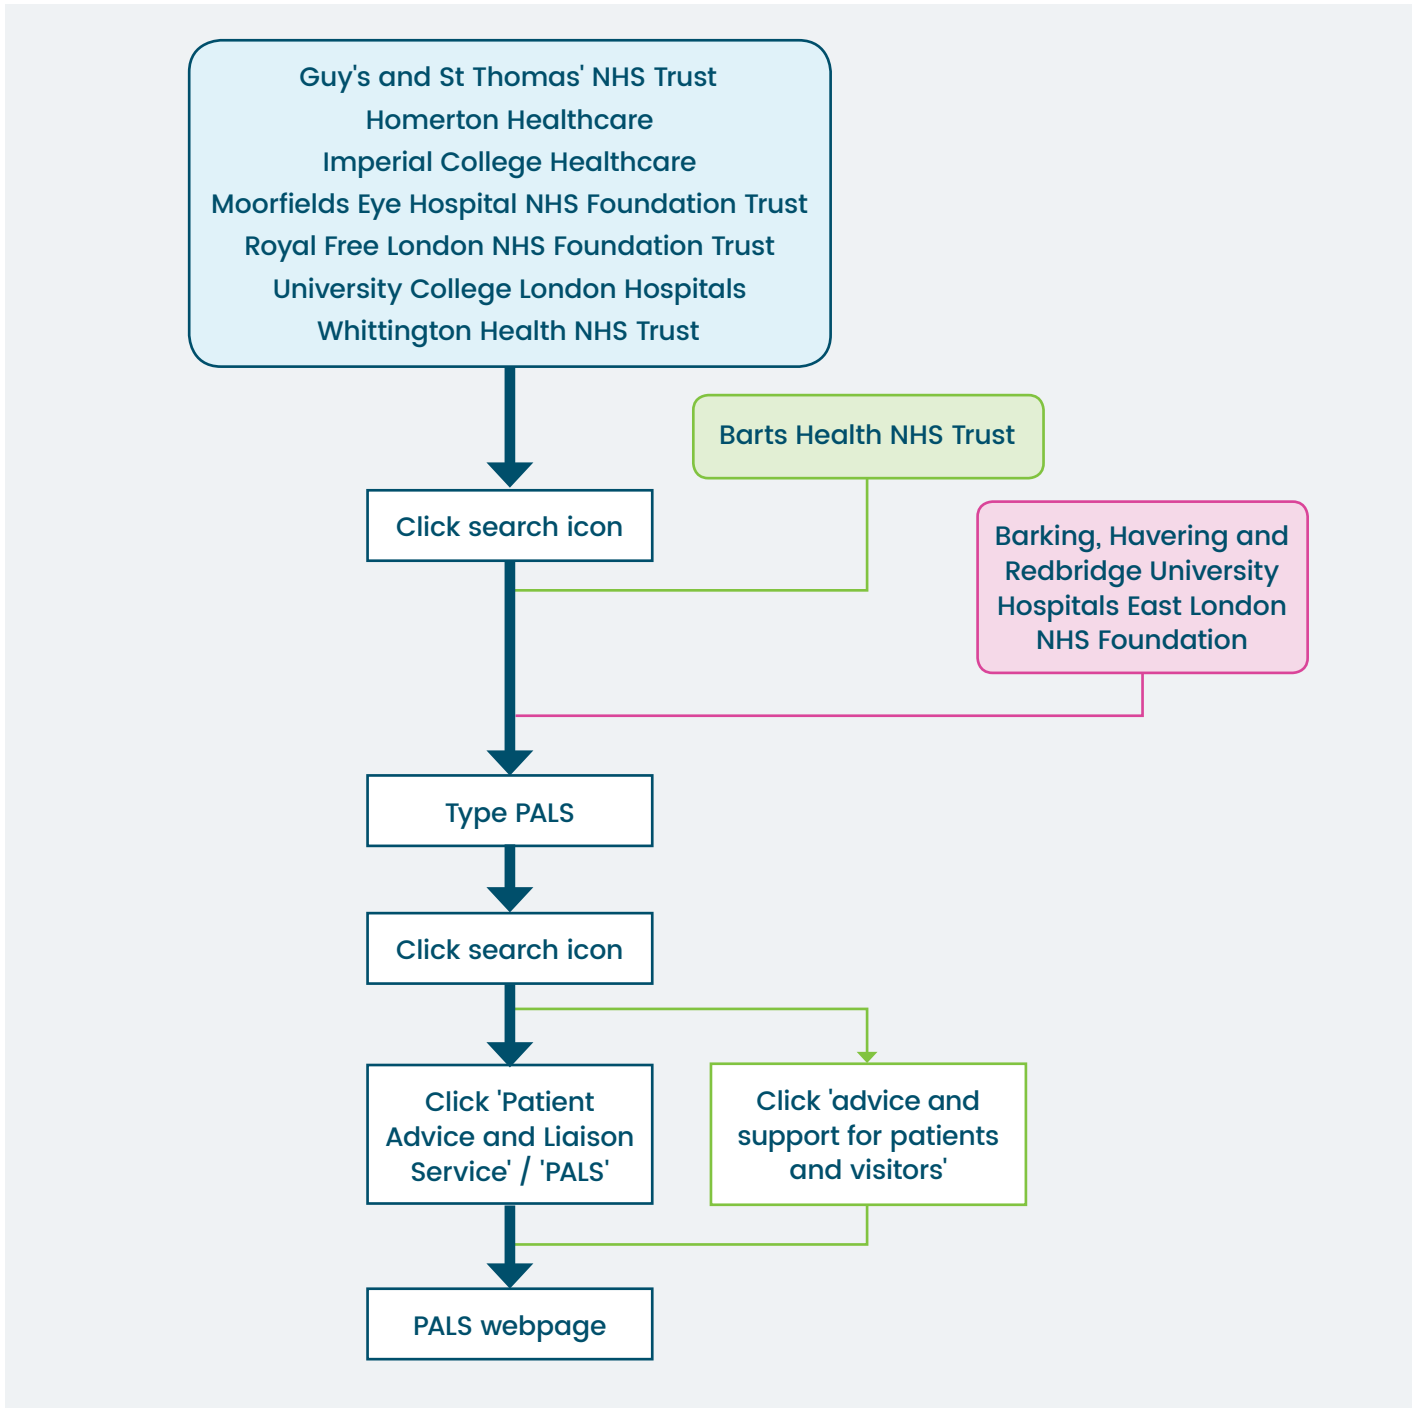 Guy's and St Thomas' NHS Trust
Homerton Healthcare
Imperial College Healthcare
Moorfields Eye Hospital NHS Foundation Trust
Royal Free London NHS Foundation Trust
University College London Hospitals
Whittington Health NHS Trust
Barts Health NHS Trust
Click search icon
Barking, Havering and
Redbridge University
Hospitals East London
NHS Foundation
Type PALS
Click search icon
Click 'Patient
Advice and Liaison
Service' / 'PALS'
Click 'advice and
support for patients
and visitors'
PALS webpage